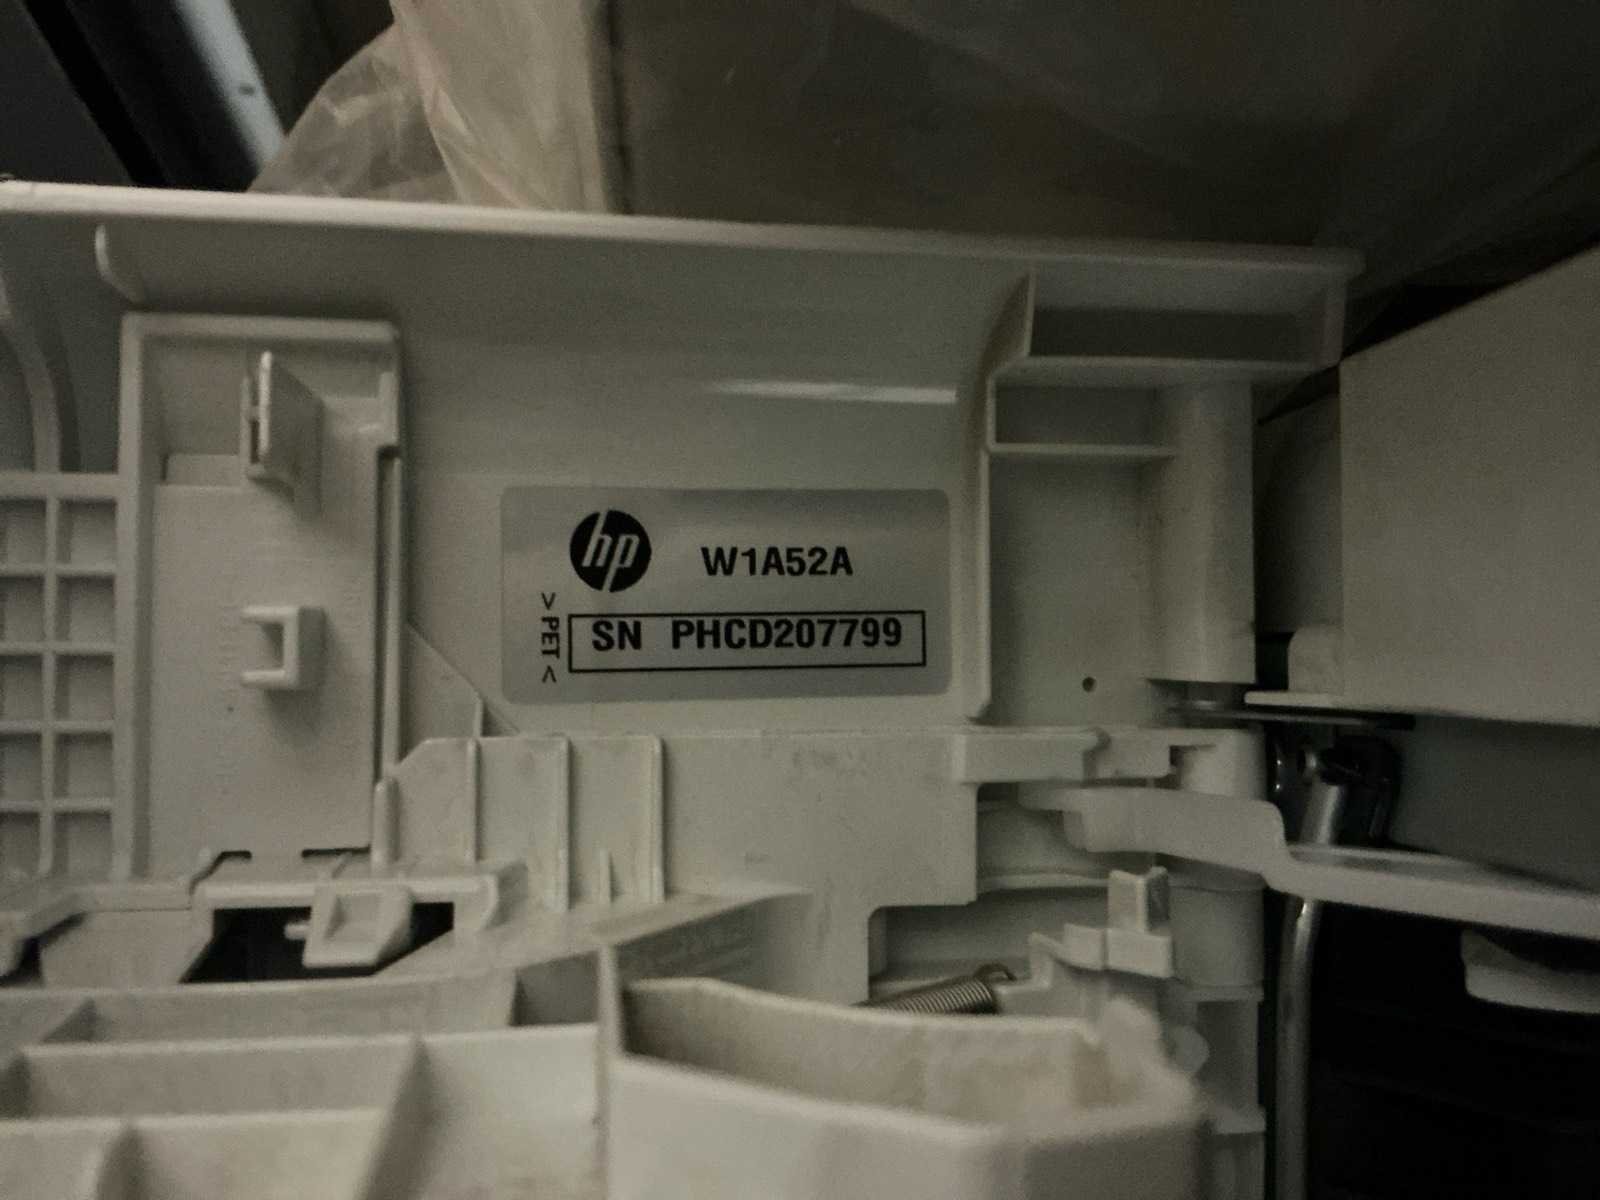 hp
W1A52A
>PET<
SN PHCD207799